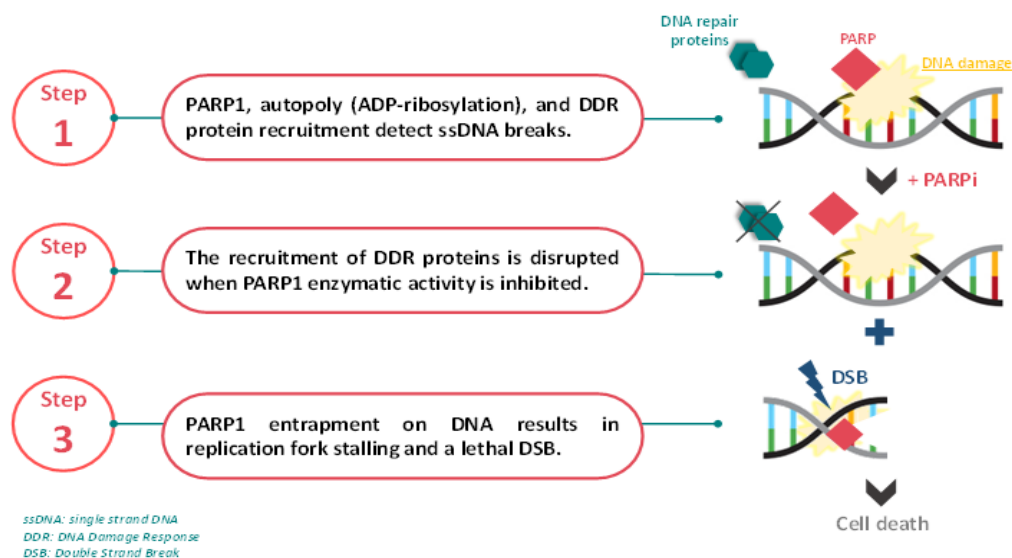 DNA repair
proteins
PARP
DNA damage
Step
1
PARP1, autopoly (ADP-ribosylation), and DDR
protein recruitment detect ssDNA breaks.
+ PARPi
Step
2
The recruitment of DDR proteins is disrupted
when PARP1 enzymatic activity is inhibited.
DSB
Step
3
PARP1 entrapment on DNA results in
replication fork stalling and a lethal DSB.
Cell death
ssDNA: single strand DNA
DDR: DNA Damage Response
DSB: Double Strand Break